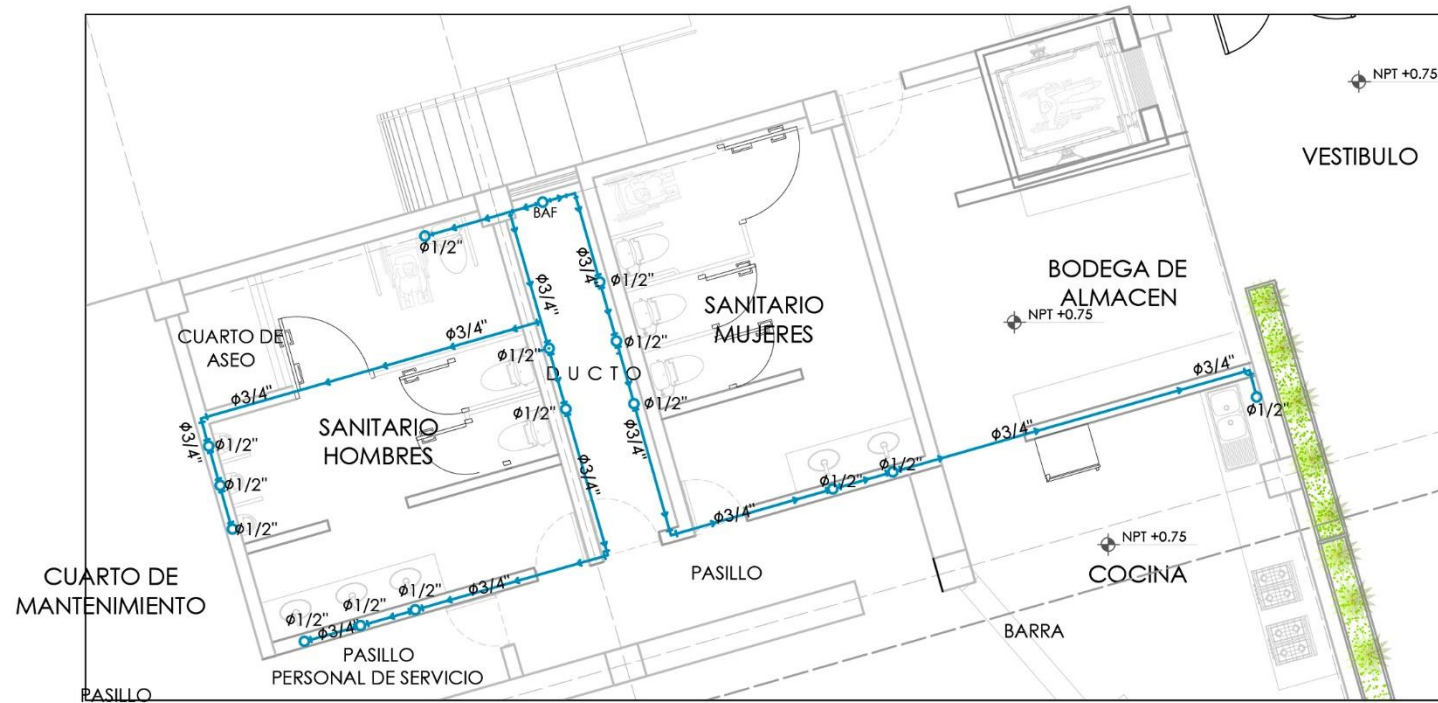 NPT +0.75
VESTIBULO
BAF
ϕ1/2"
ϕ3/4"
ϕ1/2"
ϕ3/4"
BODEGA DE
ALMACEN
NPT +0.75
SANITARIO
MUJERES
CUARTO DE
ASEO
ϕ3/4"
ϕ1/2"
DUCTO
ϕ3/4"
ϕ3/4"
ϕ3/4"
ϕ1/2"
ϕ1/2"
SANITARIO
HOMBRES
ϕ3/4"
ϕ3/4"
ϕ1/2"
ϕ1/2"
ϕ1/2"
ϕ1/2"
ϕ1/2"
ϕ3/4"
ϕ3/4"
NPT +0.75
COCINA
PASILLO
CUARTO DE
MANTENIMIENTO
ϕ3/4"
ϕ1/2"
ϕ1/2"
ϕ1/2"
ϕ3/4"
BARRA
PASILLO
PERSONAL DE SERVICIO
PASILLO